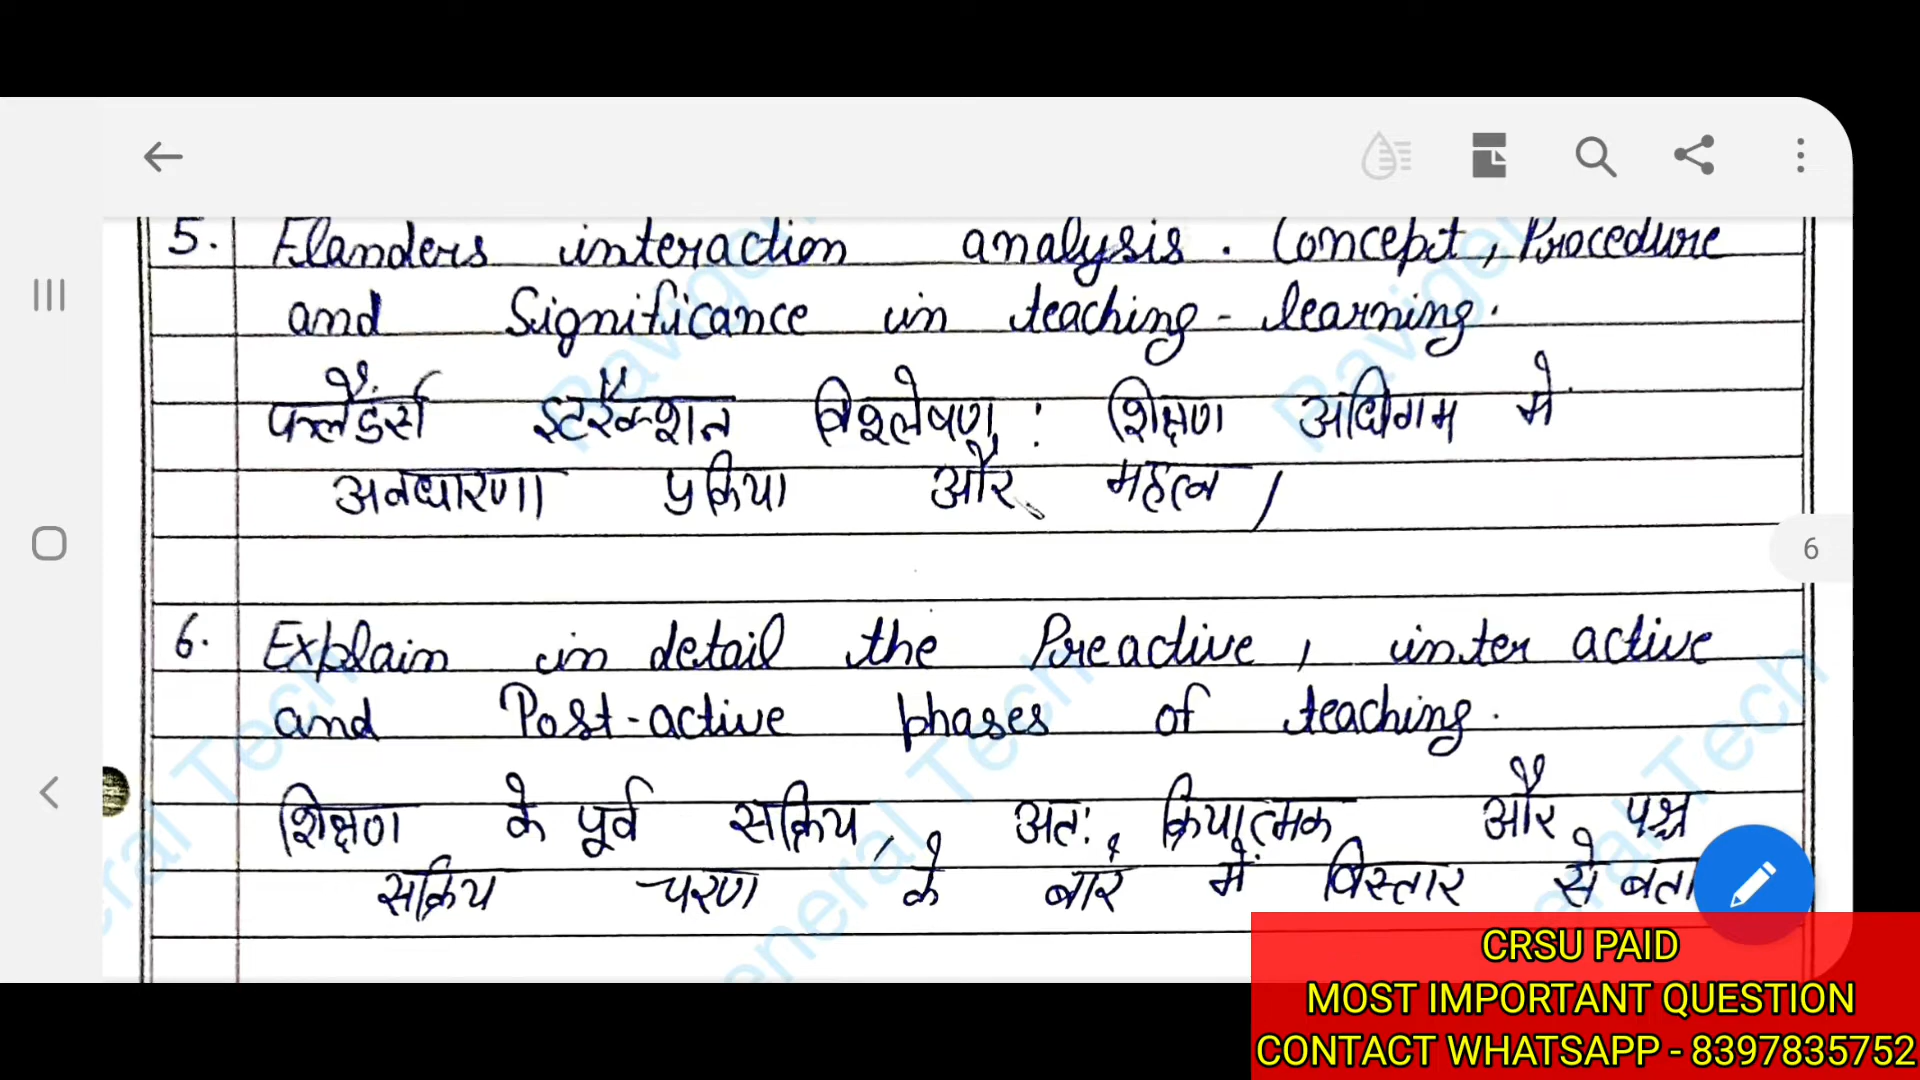 5. Flanders interaction analysis. Concept, Procedure
and Significance in teaching - learning.
फ्लैंडर्स इंटरैक्शन विश्लेषण : शिक्षण अधिगम में
अवधारणा प्रक्रिया और महत्व /
6
6. Explain in detail the Preactive, inter active
and Post-active phases of teaching.
शिक्षण के पूर्व सक्रिय, अतः क्रियात्मक और पश्च
सक्रिय चरण के बारे में विस्तार से बता
CRSU PAID
MOST IMPORTANT QUESTION
CONTACT WHATSAPP - 8397835752